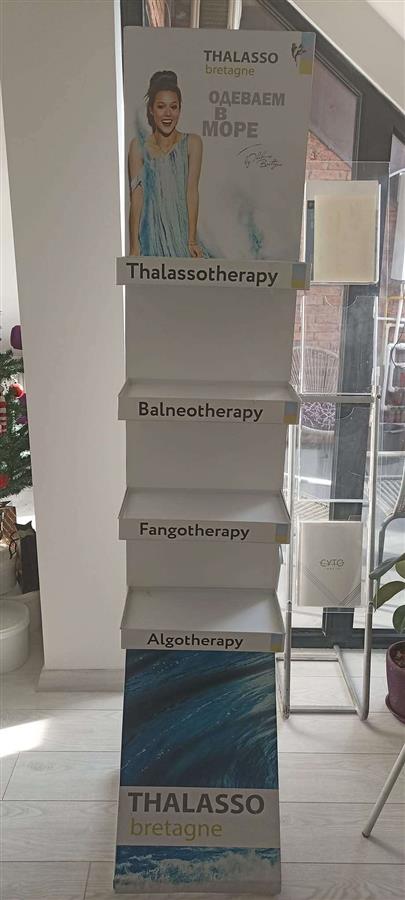 THALASSO
bretagne
ОДЕВАЕМ
В
МОРЕ
Thalassotherapy
Balneotherapy
Fangotherapy
Algotherapy
THALASSO
bretagne